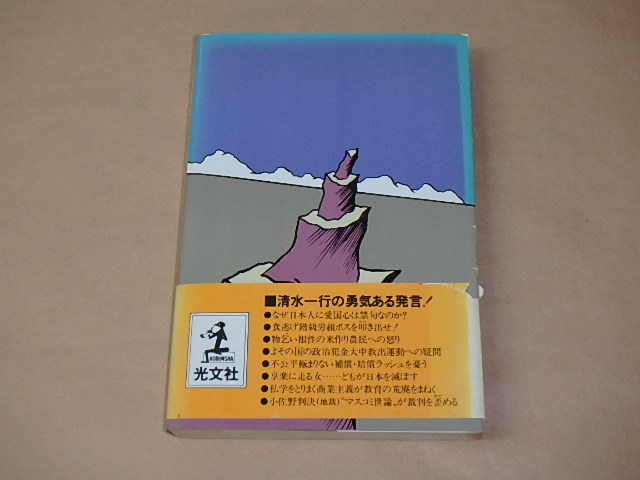 ■清水一行の勇気ある発言！
●なぜ日本人に愛国心は禁句なのか？
●食逃げ階級労組ボスを叩き出せ！
●物乞い根性の米作り農民への怒り
●よその国の政治犯金大中救出運動への疑問
●不公平極まりない補償・賠償ラッシュを憂う
●享楽に走る女……どもが日本を滅ぼす
●私学をとりまく商業主義が教育の荒廃をまねく
●小佐野判決(地裁)“マスコミ世論”が裁判を歪める
KOBUNSHA
光文社